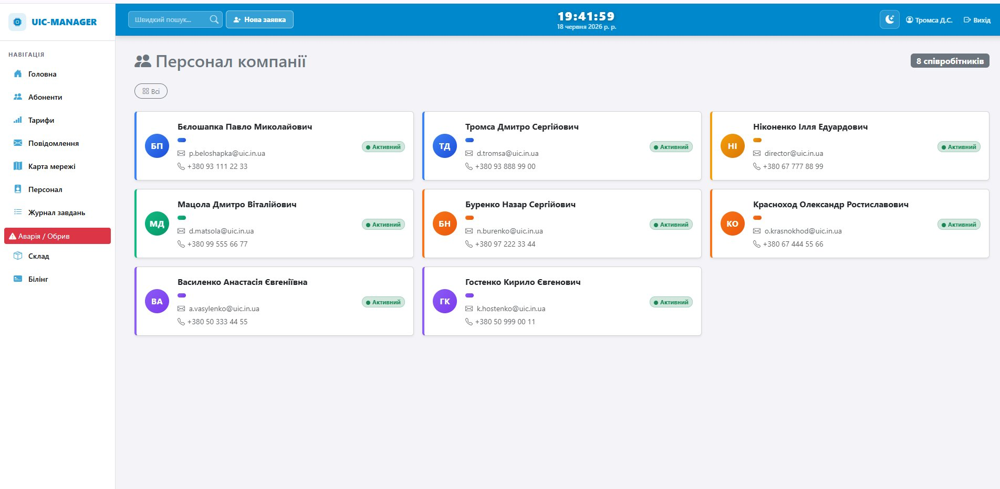 UIC-MANAGER
НАВІГАЦІЯ
Головна
Абоненти
Тарифи
Повідомлення
Карта мережі
Персонал
Журнал завдань
Аварія / Обрив
Склад
Білінг
Швидкий пошук...
Нова заявка
19:41:59
18 червня 2026 р. р.
Тромса Д.С.
Вихід
Персонал компанії
8 співробітників
Всі
БП
Бєлошапка Павло Миколайович
p.beloshapka@uic.in.ua
+380 93 111 22 33
Активний
ТД
Тромса Дмитро Сергійович
d.tromsa@uic.in.ua
+380 93 888 99 00
Активний
НІ
Ніконенко Ілля Едуардович
director@uic.in.ua
+380 67 777 88 99
Активний
МД
Мацола Дмитро Віталійович
d.matsola@uic.in.ua
+380 99 555 66 77
Активний
БН
Буренко Назар Сергійович
n.burenko@uic.in.ua
+380 97 222 33 44
Активний
КО
Красноход Олександр Ростиславович
o.krasnokhod@uic.in.ua
+380 67 444 55 66
Активний
ВА
Василенко Анастасія Євгеніївна
a.vasylenko@uic.in.ua
+380 50 333 44 55
Активний
ГК
Гостенко Кирило Євгенович
k.hostenko@uic.in.ua
+380 50 999 00 11
Активний